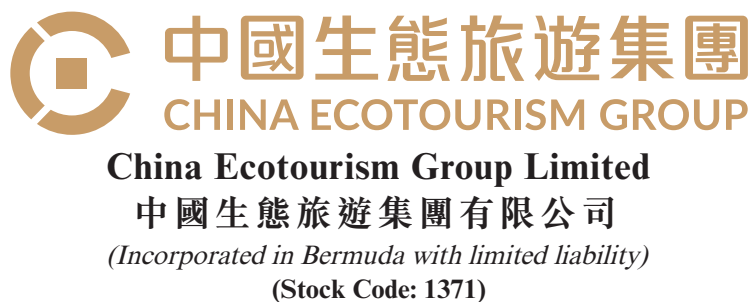 中國生態旅遊集團
CHINA ECOTOURISM GROUP
China Ecotourism Group Limited
中國生態旅遊集團有限公司
(Incorporated in Bermuda with limited liability)
(Stock Code: 1371)